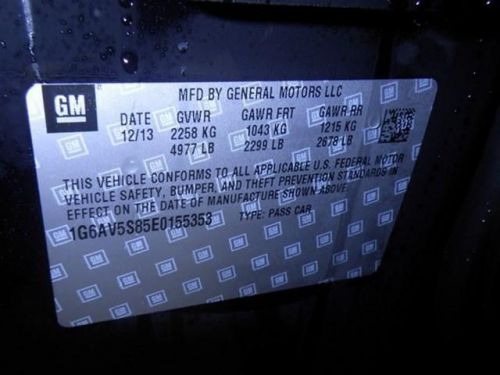 GM
MFD BY GENERAL MOTORS LLC
DATE GVWR GAWR FRT GAWR RR
12/13 2258 KG 1043 KG 1215 KG
4977 LB 2299 LB 2678 LB
THIS VEHICLE CONFORMS TO ALL APPLICABLE U.S. FEDERAL MOTOR
VEHICLE SAFETY, BUMPER, AND THEFT PREVENTION STANDARDS IN
EFFECT ON THE DATE OF MANUFACTURE SHOWN ABOVE.
1G6AV5S85E0155353 TYPE: PASS CAR